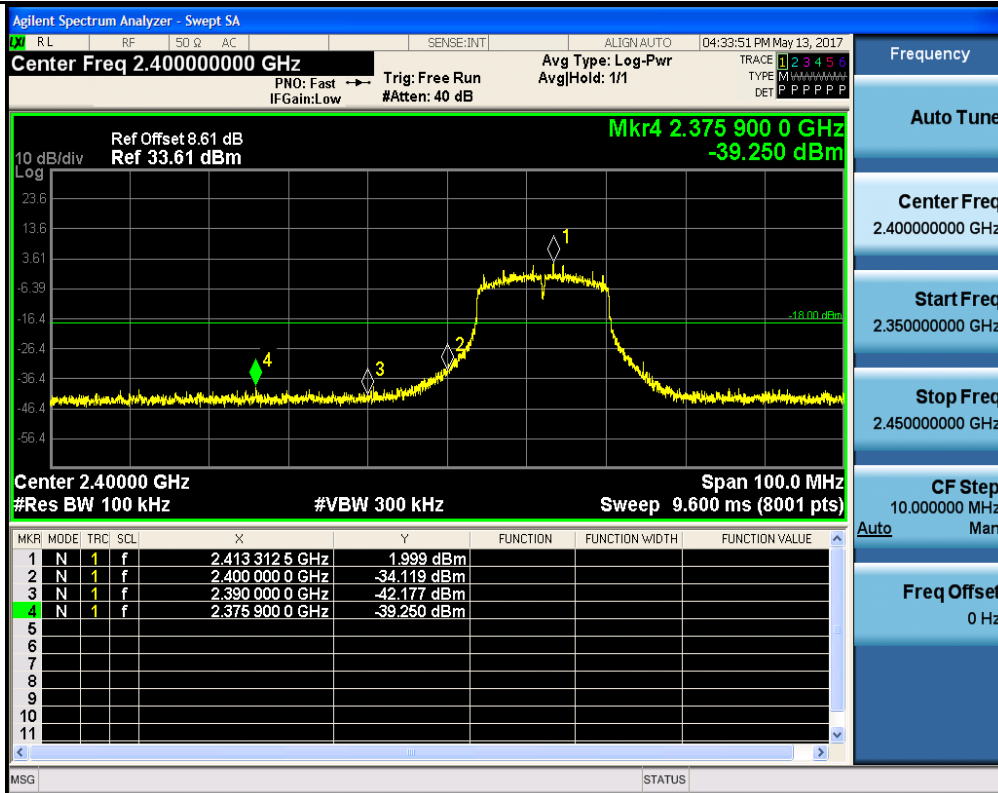 Agilent Spectrum Analyzer - Swept SA
LXI RL RF 50 Ω AC SENSE:INT ALIGN AUTO 04:33:51 PM May 13, 2017
Center Freq 2.400000000 GHz
PNO: Fast
IFGain:Low
Trig: Free Run
#Atten: 40 dB
Avg Type: Log-Pwr
Avg|Hold: 1/1
TRACE 1 2 3 4 5 6
TYPE M
DET P P P P P P
Mkr4 2.375 900 0 GHz
-39.250 dBm
Ref Offset 8.61 dB
10 dB/div Ref 33.61 dBm
Log
23.6
13.6
3.61
-6.39
-16.4
-26.4
-36.4
-46.4
-56.4
1
2
3
4
-18.00 dBm
Center 2.40000 GHz Span 100.0 MHz
#Res BW 100 kHz #VBW 300 kHz Sweep 9.600 ms (8001 pts)
MKR MODE TRC SCL X Y FUNCTION FUNCTION WIDTH FUNCTION VALUE
1 N 1 f 2.413 312 5 GHz 1.999 dBm
2 N 1 f 2.400 000 0 GHz -34.119 dBm
3 N 1 f 2.390 000 0 GHz -42.177 dBm
4 N 1 f 2.375 900 0 GHz -39.250 dBm
5
6
7
8
9
10
11
MSG STATUS
Frequency
Auto Tune
Center Freq
2.400000000 GHz
Start Freq
2.350000000 GHz
Stop Freq
2.450000000 GHz
CF Step
10.000000 MHz
Auto Man
Freq Offset
0 Hz